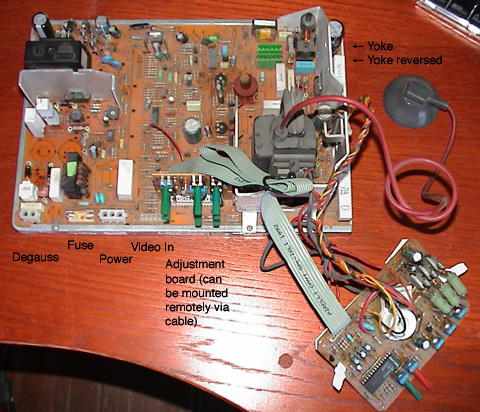 ← Yoke
← Yoke reversed
Degauss
Fuse
Power
Video In
Adjustment
board (can
be mounted
remotely via
cable)